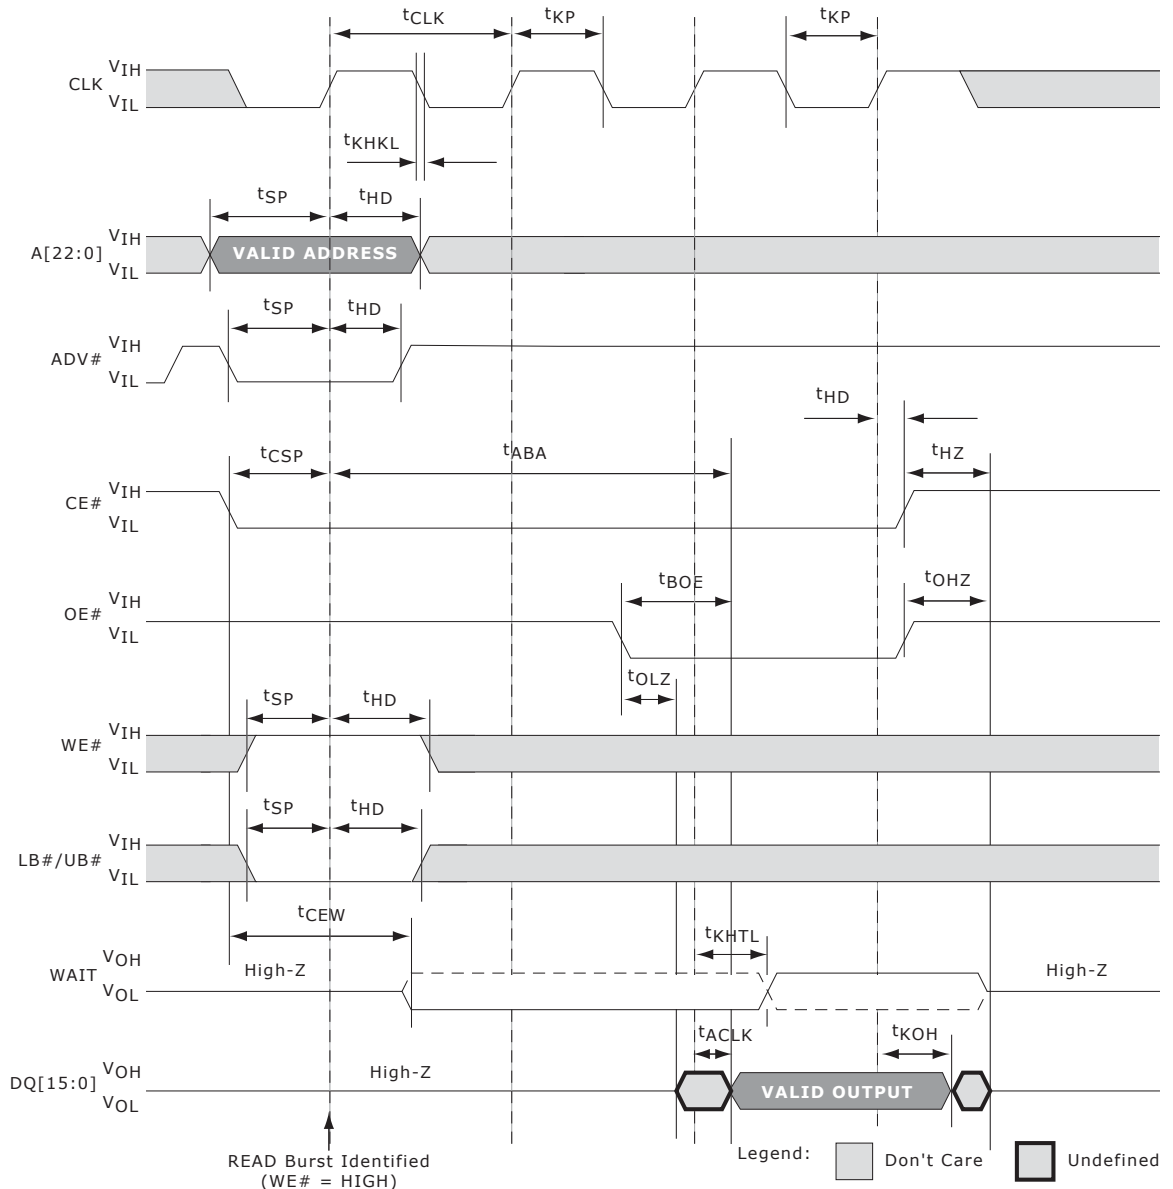 tCLK
tKP
tKP
CLK
VIH
VIL
tKHKL
tSP
tHD
A[22:0]
VIH
VIL
VALID ADDRESS
tSP
tHD
ADV#
VIH
VIL
tHD
tCSP
tABA
tHZ
CE#
VIH
VIL
tBOE
tOHZ
OE#
VIH
VIL
tOLZ
tSP
tHD
WE#
VIH
VIL
tSP
tHD
LB#/UB#
VIH
VIL
tCEW
tKHTL
WAIT
VOH
VOL
High-Z
High-Z
tACLK
tKOH
DQ[15:0]
VOH
VOL
High-Z
VALID OUTPUT
READ Burst Identified
(WE# = HIGH)
Legend:
Don't Care
Undefined